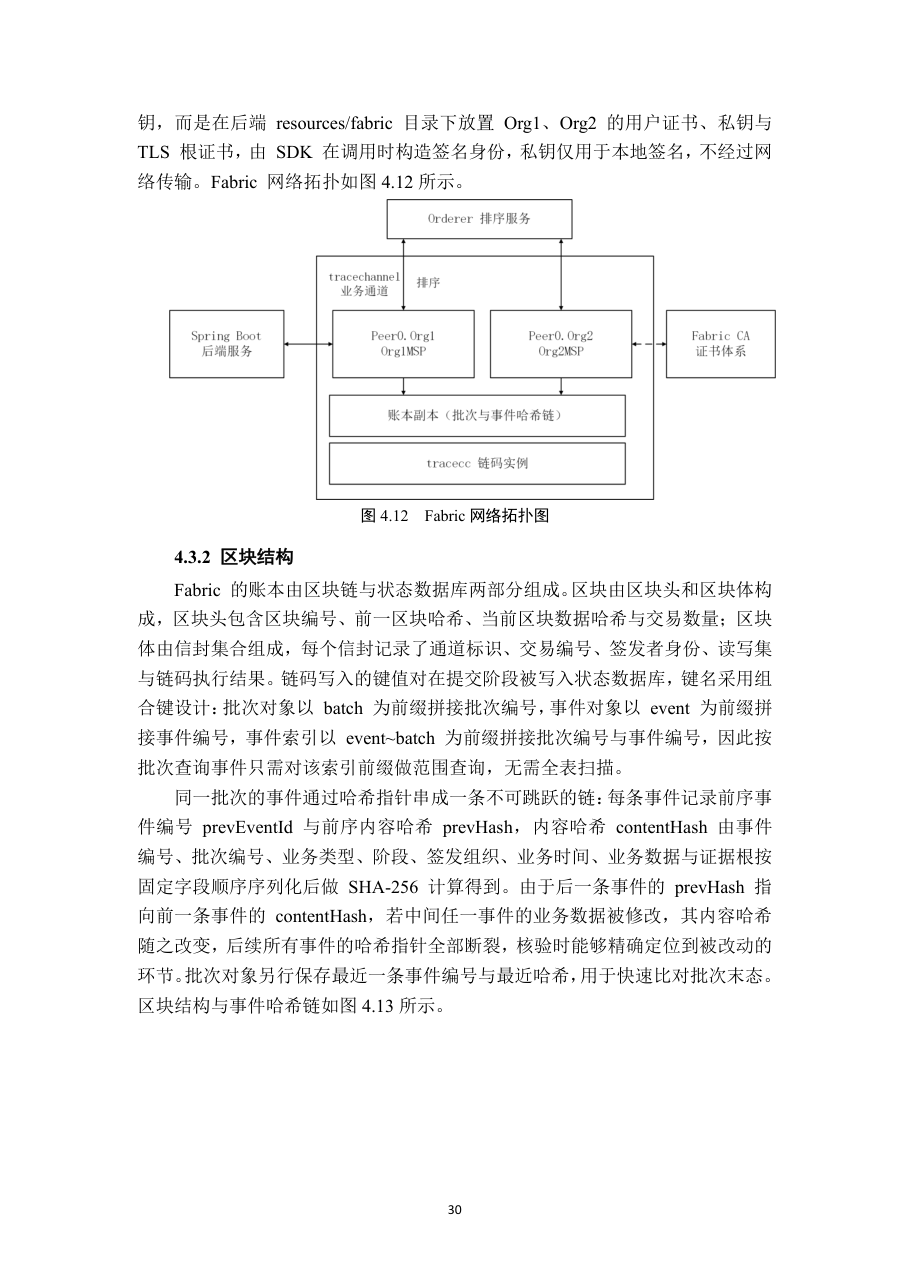 钥，而是在后端 resources/fabric 目录下放置 Org1、Org2 的用户证书、私钥与
TLS 根证书，由 SDK 在调用时构造签名身份，私钥仅用于本地签名，不经过网
络传输。Fabric 网络拓扑如图 4.12 所示。
Orderer 排序服务
tracechannel
业务通道
排序
Spring Boot
后端服务
Peer0.Org1
Org1MSP
Peer0.Org2
Org2MSP
Fabric CA
证书体系
账本副本（批次与事件哈希链）
tracecc 链码实例
图 4.12 Fabric 网络拓扑图
4.3.2 区块结构
Fabric 的账本由区块链与状态数据库两部分组成。区块由区块头和区块体构
成，区块头包含区块编号、前一区块哈希、当前区块数据哈希与交易数量；区块
体由信封集合组成，每个信封记录了通道标识、交易编号、签发者身份、读写集
与链码执行结果。链码写入的键值对在提交阶段被写入状态数据库，键名采用组
合键设计：批次对象以 batch 为前缀拼接批次编号，事件对象以 event 为前缀拼
接事件编号，事件索引以 event~batch 为前缀拼接批次编号与事件编号，因此按
批次查询事件只需对该索引前缀做范围查询，无需全表扫描。
同一批次的事件通过哈希指针串成一条不可跳跃的链：每条事件记录前序事
件编号 prevEventId 与前序内容哈希 prevHash，内容哈希 contentHash 由事件
编号、批次编号、业务类型、阶段、签发组织、业务时间、业务数据与证据根按
固定字段顺序序列化后做 SHA-256 计算得到。由于后一条事件的 prevHash 指
向前一条事件的 contentHash，若中间任一事件的业务数据被修改，其内容哈希
随之改变，后续所有事件的哈希指针全部断裂，核验时能够精确定位到被改动的
环节。批次对象另行保存最近一条事件编号与最近哈希，用于快速比对批次末态。
区块结构与事件哈希链如图 4.13 所示。
30